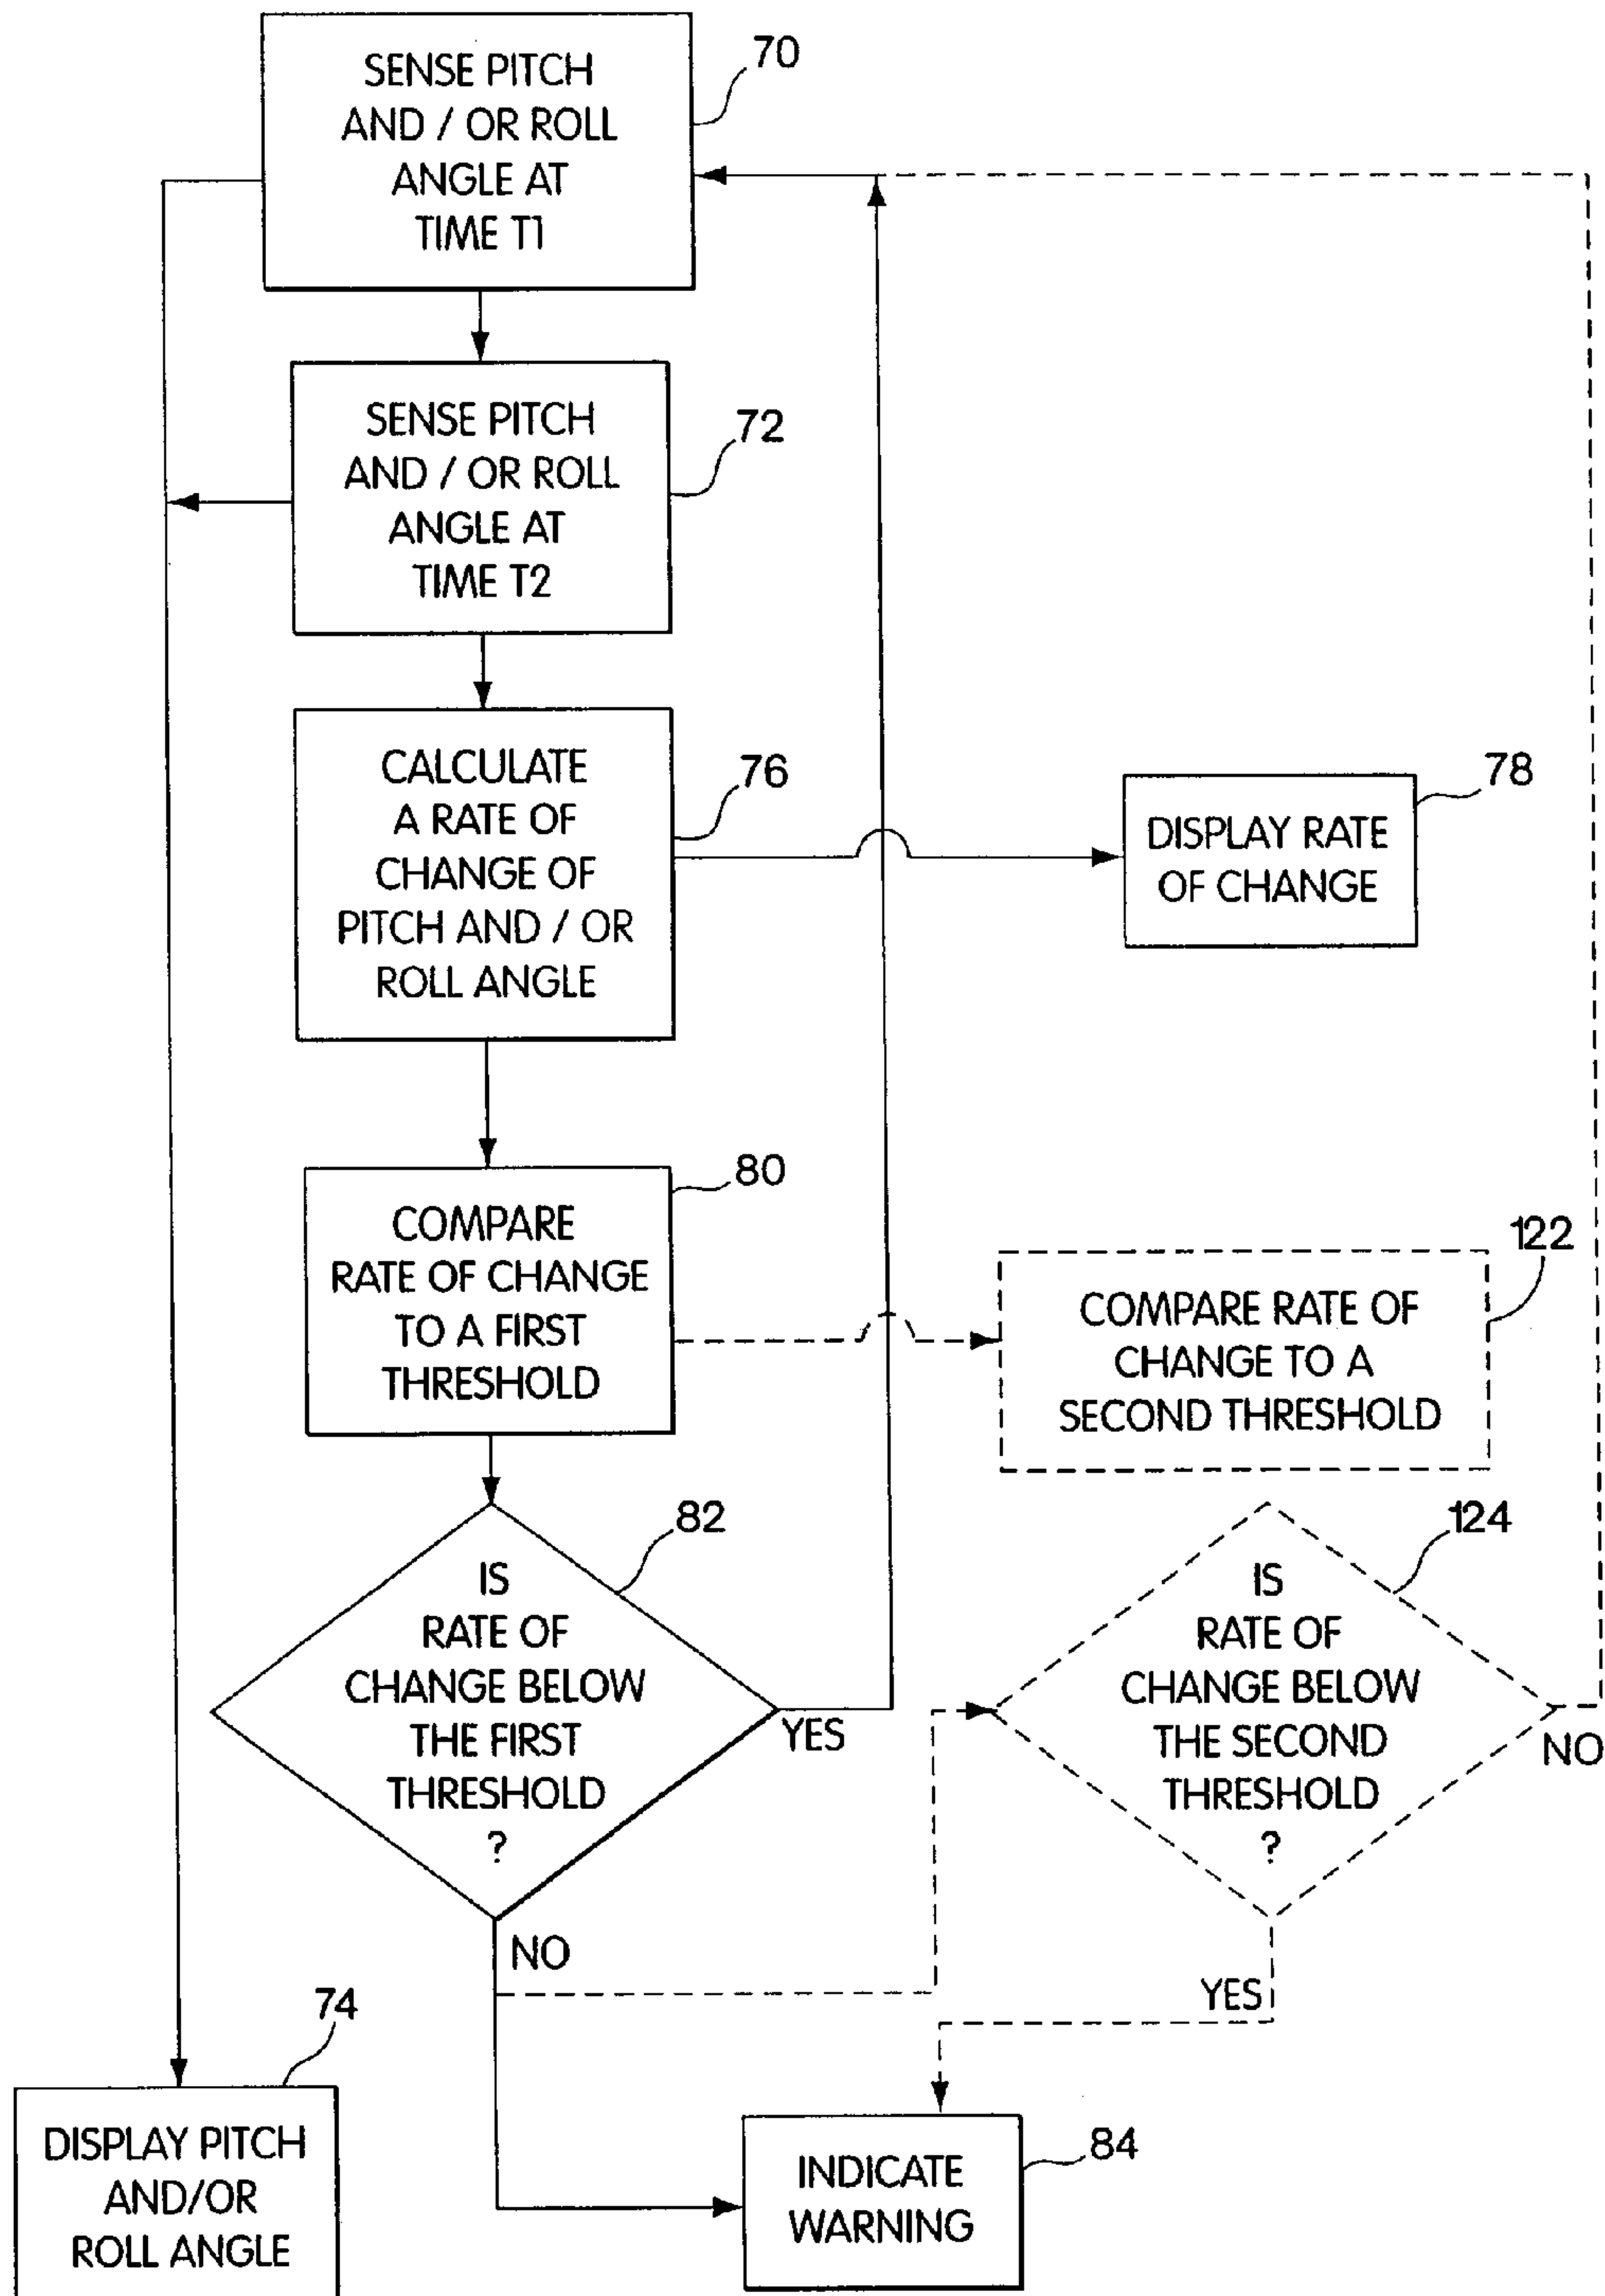 SENSE PITCH
AND / OR ROLL
ANGLE AT
TIME T1
70
SENSE PITCH
AND / OR ROLL
ANGLE AT
TIME T2
72
CALCULATE
A RATE OF
CHANGE OF
PITCH AND / OR
ROLL ANGLE
76
DISPLAY RATE
OF CHANGE
78
COMPARE
RATE OF CHANGE
TO A FIRST
THRESHOLD
80
COMPARE RATE OF
CHANGE TO A
SECOND THRESHOLD
122
IS
RATE OF
CHANGE BELOW
THE FIRST
THRESHOLD
?
82
YES
NO
IS
RATE OF
CHANGE BELOW
THE SECOND
THRESHOLD
?
124
NO
YES
74
DISPLAY PITCH
AND/OR
ROLL ANGLE
INDICATE
WARNING
84